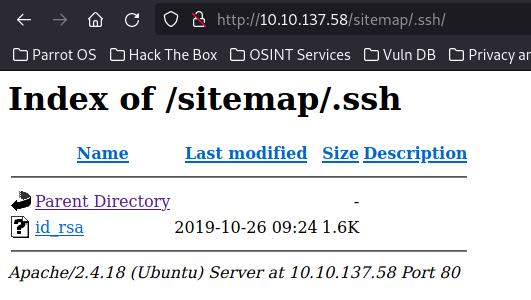 http://10.10.137.58/sitemap/.ssh/
Parrot OS Hack The Box OSINT Services Vuln DB Privacy an
Index of /sitemap/.ssh
Name Last modified Size Description
Parent Directory -
id_rsa 2019-10-26 09:24 1.6K
Apache/2.4.18 (Ubuntu) Server at 10.10.137.58 Port 80